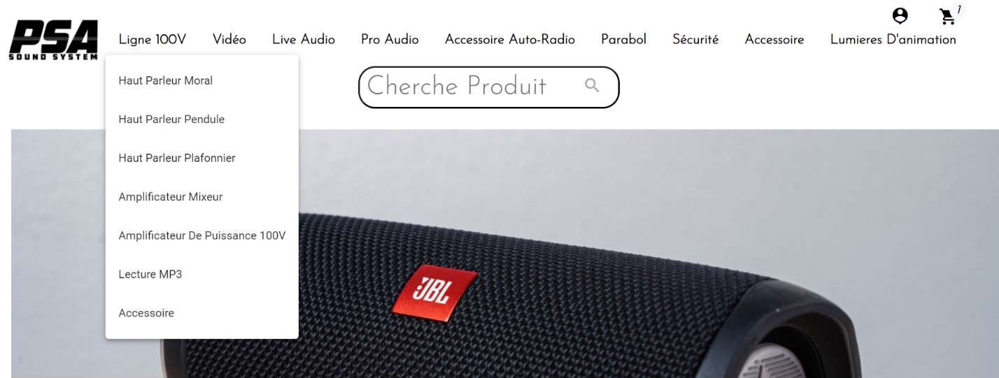 PSA
SOUND SYSTEM
1
Ligne 100V Vidéo Live Audio Pro Audio Accessoire Auto-Radio Parabol Sécurité Accessoire Lumieres D'animation
Cherche Produit
Haut Parleur Moral
Haut Parleur Pendule
Haut Parleur Plafonnier
Amplificateur Mixeur
Amplificateur De Puissance 100V
Lecture MP3
Accessoire
JBL